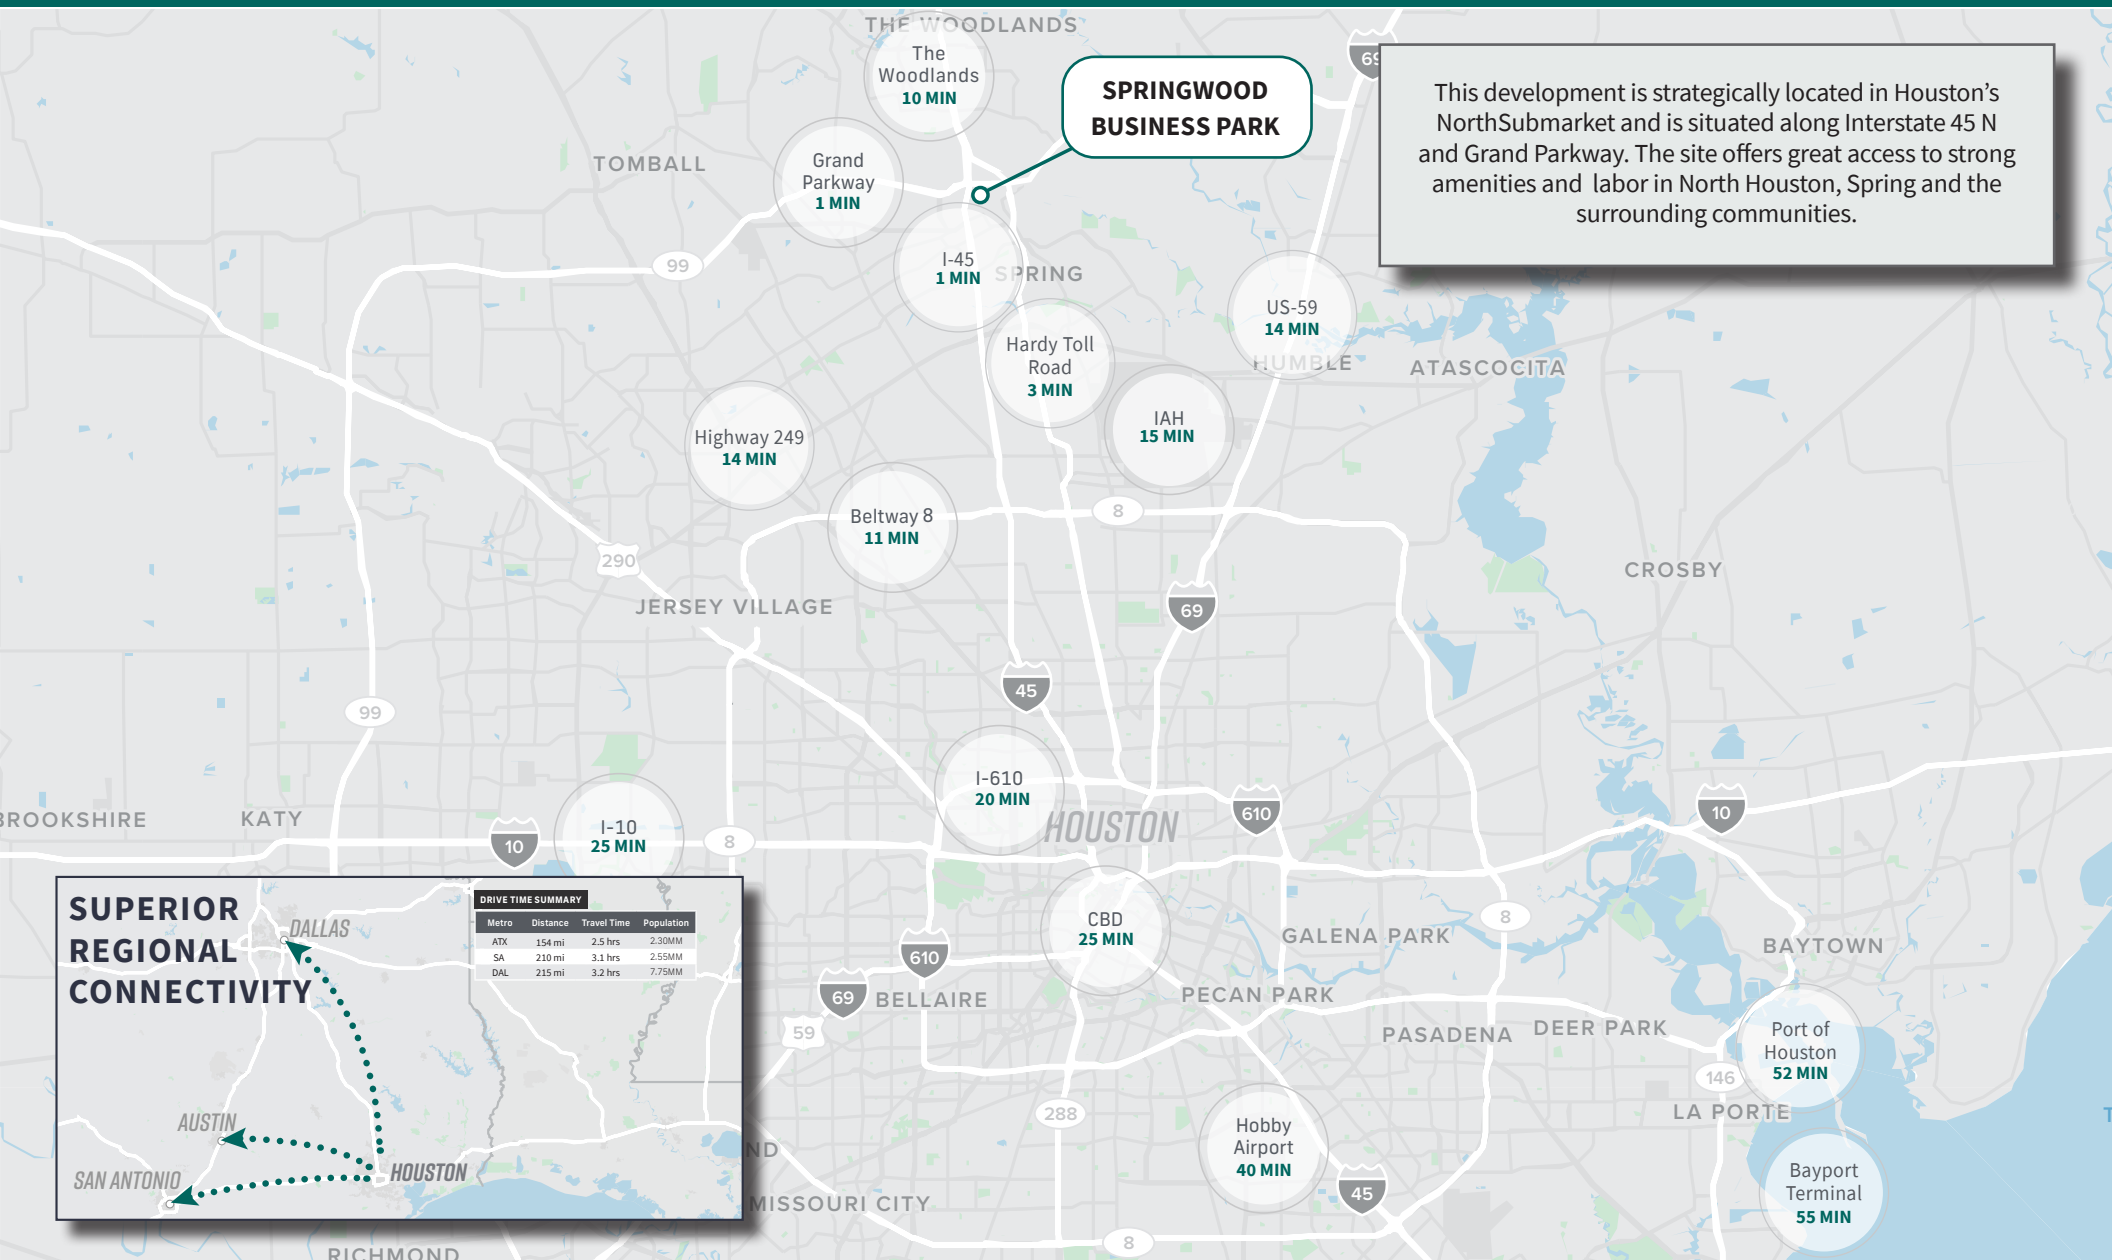 THE WOODLANDS
The
Woodlands
10 MIN
SPRINGWOOD
BUSINESS PARK
69
This development is strategically located in Houston's
NorthSubmarket and is situated along Interstate 45 N
and Grand Parkway. The site offers great access to strong
amenities and labor in North Houston, Spring and the
surrounding communities.
TOMBALL
Grand
Parkway
1 MIN
99
I-45
1 MIN
SPRING
US-59
14 MIN
HUMBLE
ATASCOCITA
Hardy Toll
Road
3 MIN
IAH
15 MIN
Highway 249
14 MIN
Beltway 8
11 MIN
8
290
CROSBY
JERSEY VILLAGE
69
45
99
I-610
20 MIN
HOUSTON
610
10
BROOKSHIRE
KATY
10
I-10
25 MIN
8
CBD
25 MIN
8
GALENA PARK
BAYTOWN
610
69
BELLAIRE
PECAN PARK
59
PASADENA
DEER PARK
Port of
Houston
52 MIN
146
LA PORTE
288
Hobby
Airport
40 MIN
45
Bayport
Terminal
55 MIN
ND
MISSOURI CITY
8
RICHMOND
SUPERIOR
REGIONAL
CONNECTIVITY
DALLAS
AUSTIN
SAN ANTONIO
HOUSTON
DRIVE TIME SUMMARY
Metro Distance Travel Time Population
ATX 154 mi 2.5 hrs 2.30MM
SA 210 mi 3.1 hrs 2.55MM
DAL 215 mi 3.2 hrs 7.75MM